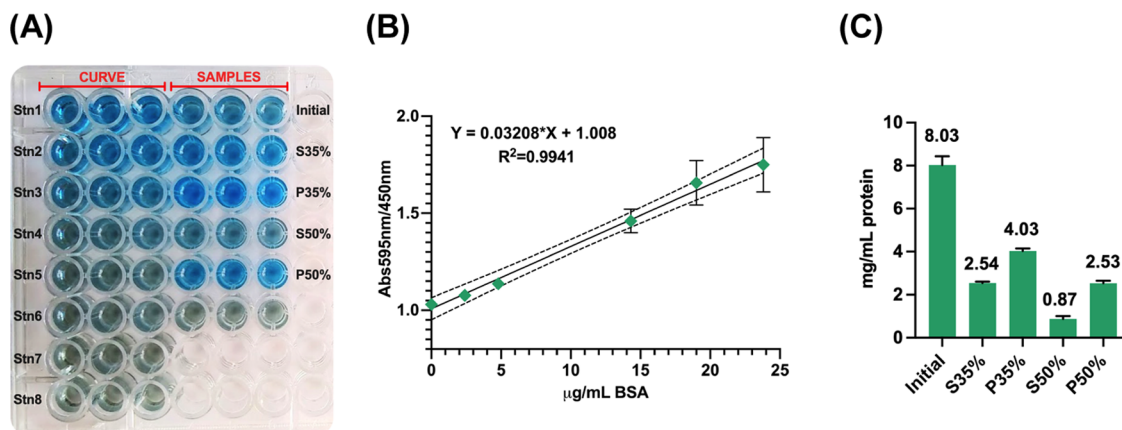 (A)
CURVE SAMPLES
Stn1 Initial
Stn2 S35%
Stn3 P35%
Stn4 S50%
Stn5 P50%
Stn6
Stn7
Stn8
(B)
Y = 0.03208*X + 1.008
R²=0.9941
Abs595nm/450nm
2.0
1.5
1.0
0 5 10 15 20 25
μg/mL BSA
(C)
mg/mL protein
10
8
6
4
2
0
8.03
2.54
4.03
0.87
2.53
Initial
S35%
P35%
S50%
P50%